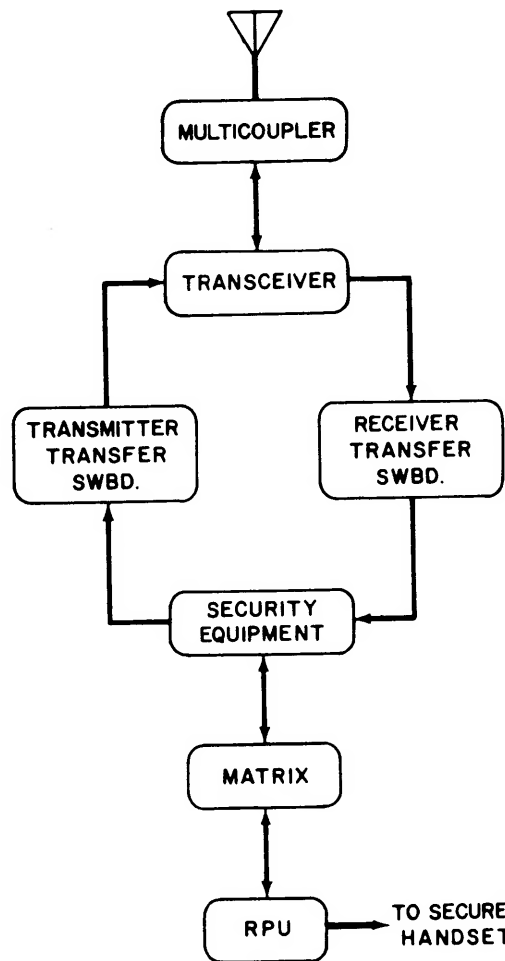 MULTICOUPLER
TRANSCEIVER
TRANSMITTER
TRANSFER
SWBD.
RECEIVER
TRANSFER
SWBD.
SECURITY
EQUIPMENT
MATRIX
RPU
TO SECURE
HANDSET